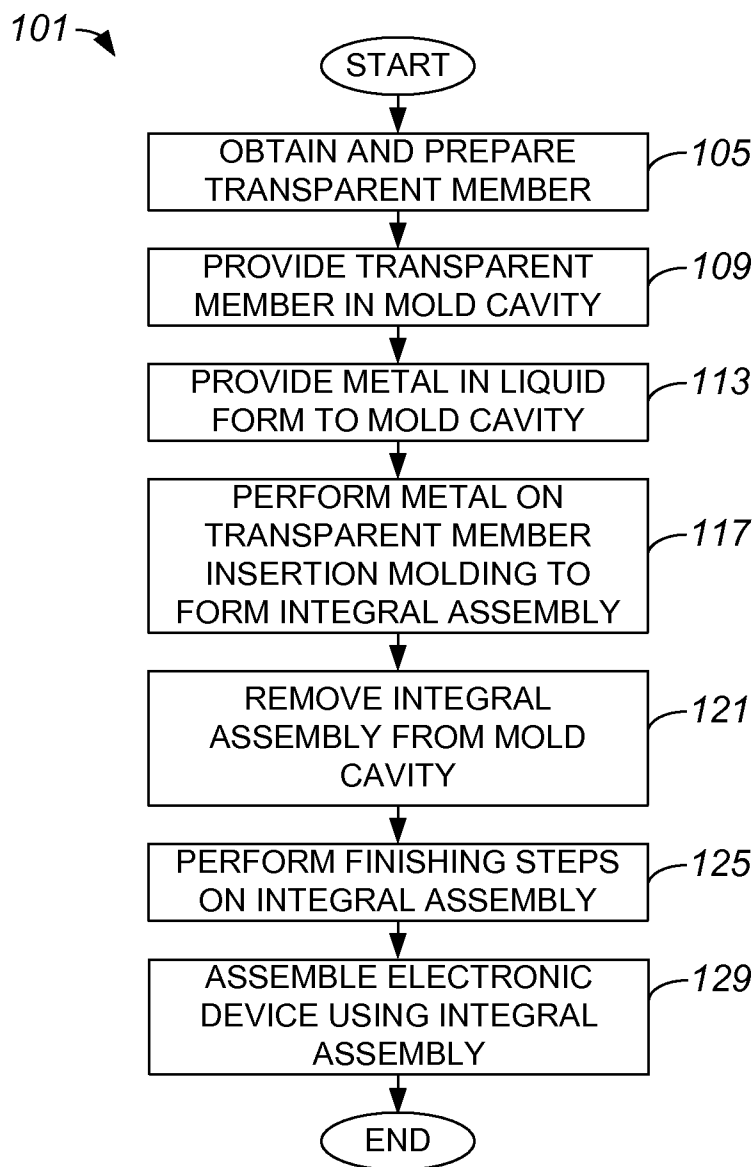 101
START
OBTAIN AND PREPARE
TRANSPARENT MEMBER
105
PROVIDE TRANSPARENT
MEMBER IN MOLD CAVITY
109
PROVIDE METAL IN LIQUID
FORM TO MOLD CAVITY
113
PERFORM METAL ON
TRANSPARENT MEMBER
INSERTION MOLDING TO
FORM INTEGRAL ASSEMBLY
117
REMOVE INTEGRAL
ASSEMBLY FROM MOLD
CAVITY
121
PERFORM FINISHING STEPS
ON INTEGRAL ASSEMBLY
125
ASSEMBLE ELECTRONIC
DEVICE USING INTEGRAL
ASSEMBLY
129
END